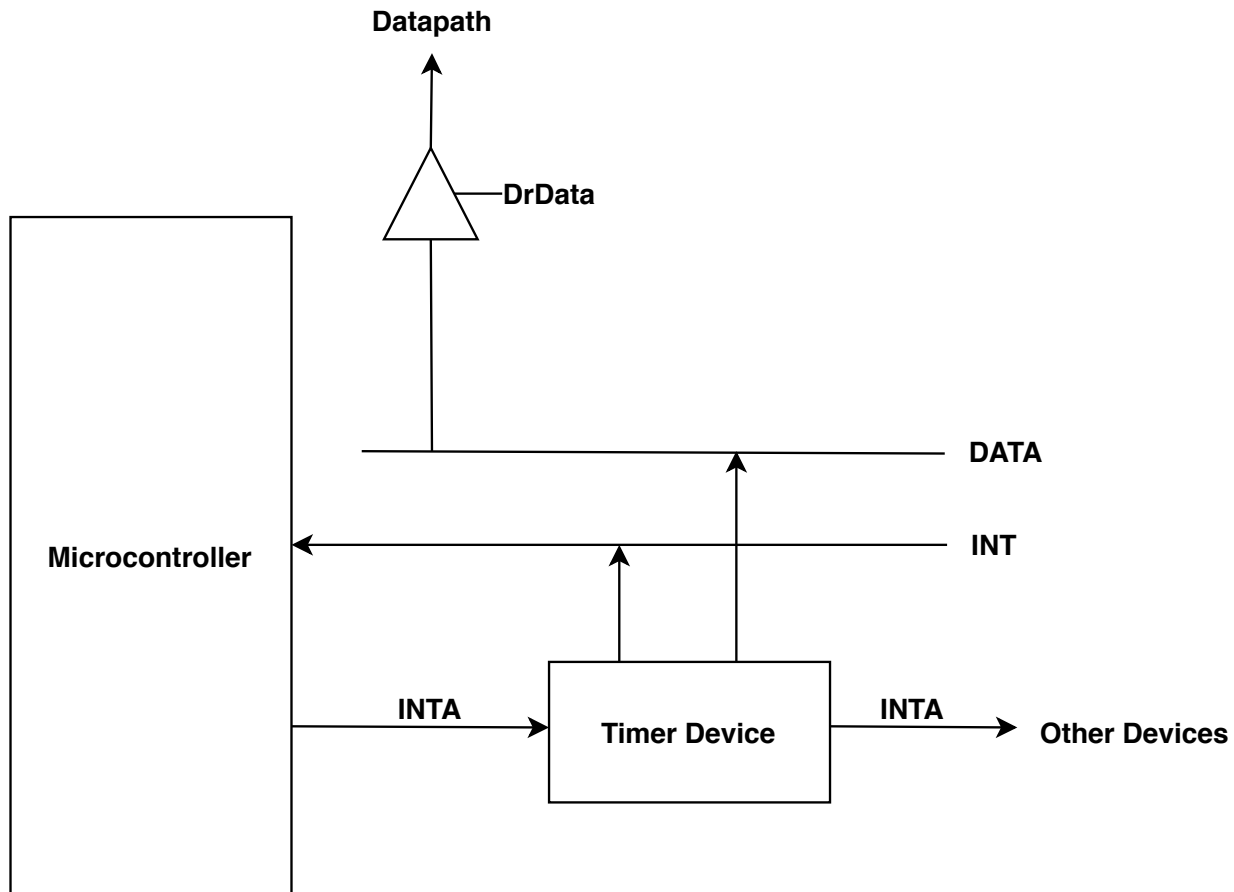 Datapath
DrData
DATA
Microcontroller
INT
INTA
Timer Device
INTA
Other Devices